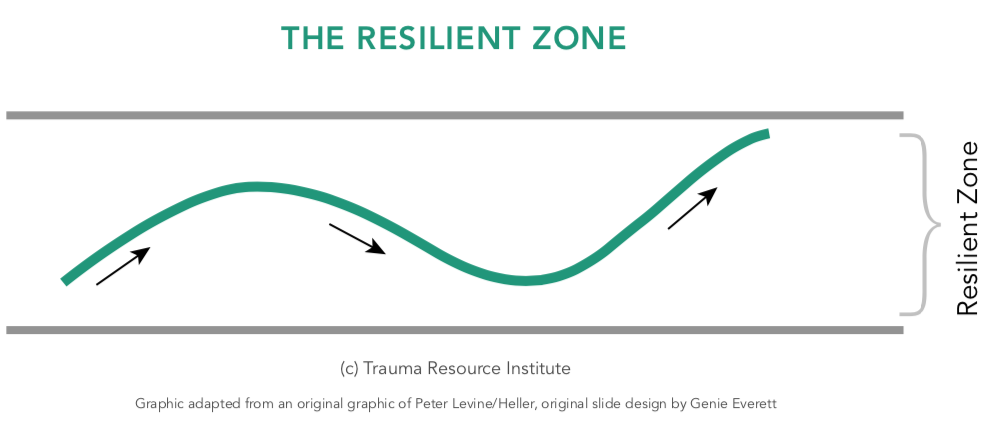 THE RESILIENT ZONE
Resilient Zone
(c) Trauma Resource Institute
Graphic adapted from an original graphic of Peter Levine/Heller, original slide design by Genie Everett